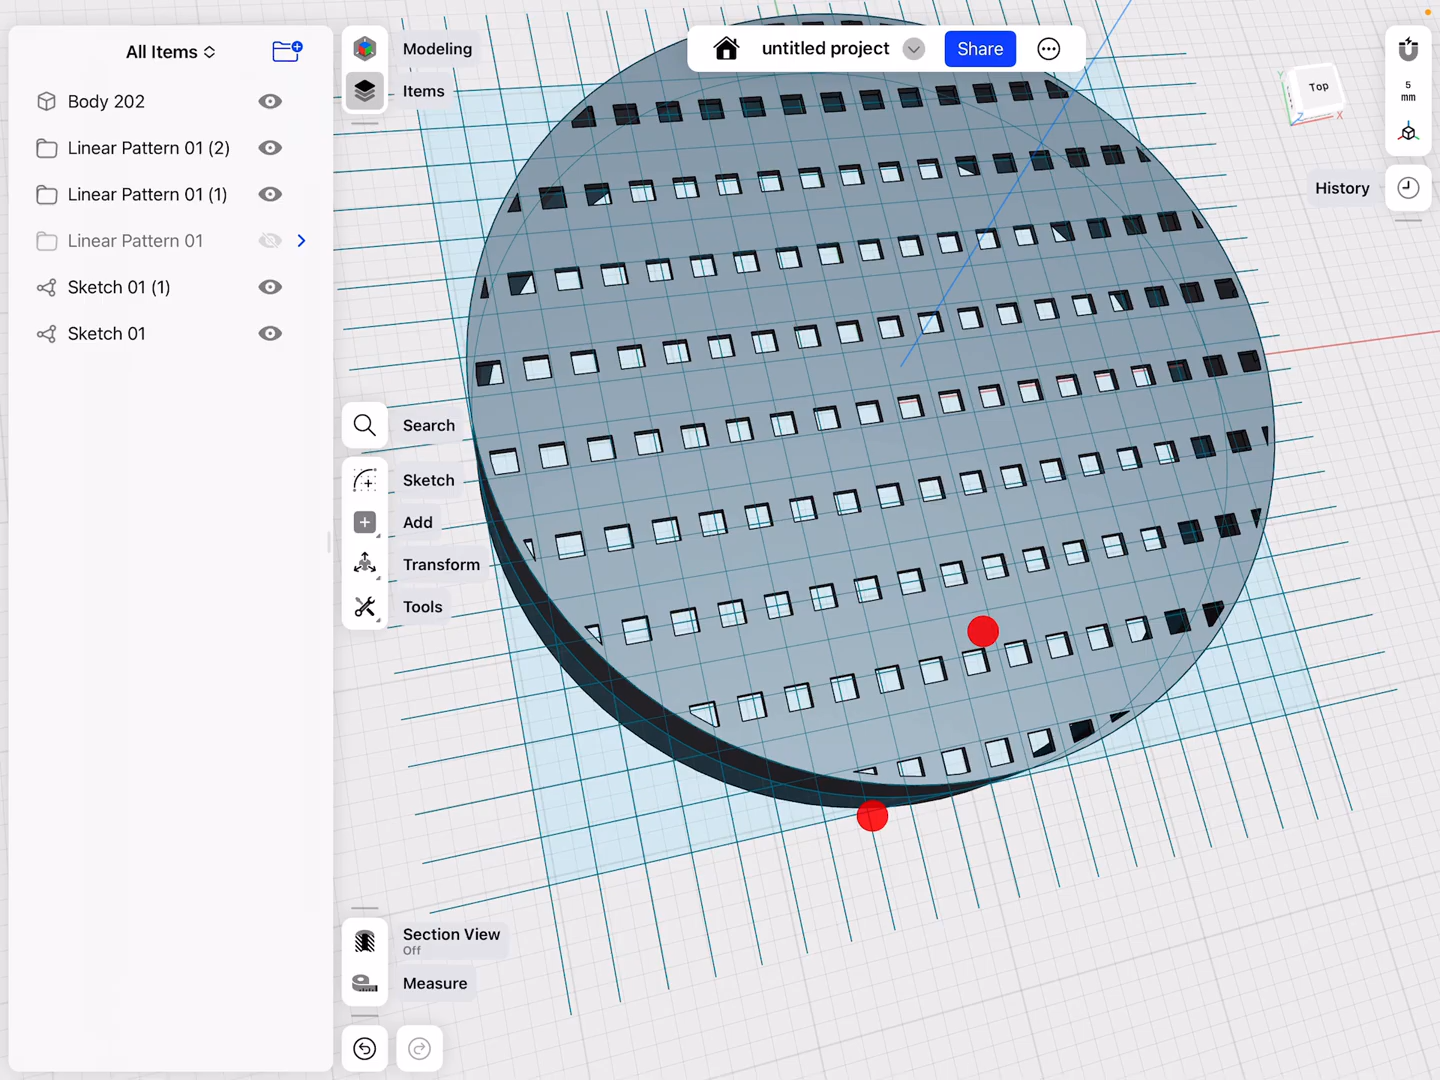 All Items
Body 202
Linear Pattern 01 (2)
Linear Pattern 01 (1)
Linear Pattern 01
Sketch 01 (1)
Sketch 01
Modeling
Items
untitled project
Share
Top
Z
X
Y
5
mm
History
Search
Sketch
Add
Transform
Tools
Section View
Off
Measure